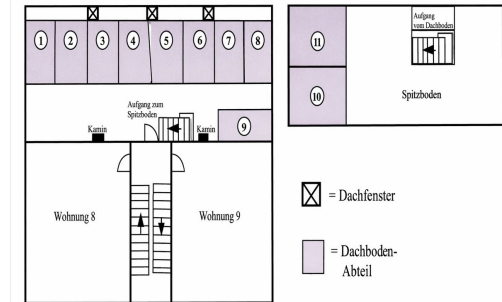 1
2
3
4
5
6
7
8
Aufgang zum
Spitzboden
Kamin
Kamin
9
Wohnung 8
Wohnung 9
11
10
Aufgang
vom Dachboden
Spitzboden
= Dachfenster
= Dachboden-
Abteil